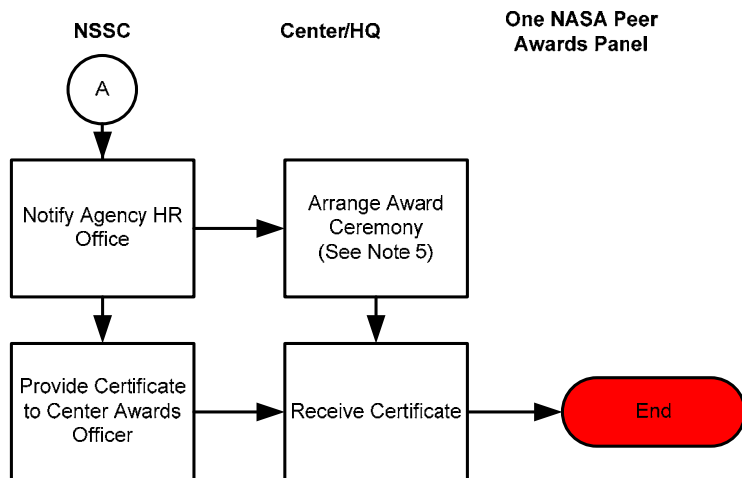 NSSC
Center/HQ
One NASA Peer
Awards Panel
A
Notify Agency HR
Office
Arrange Award
Ceremony
(See Note 5)
Provide Certificate
to Center Awards
Officer
Receive Certificate
End